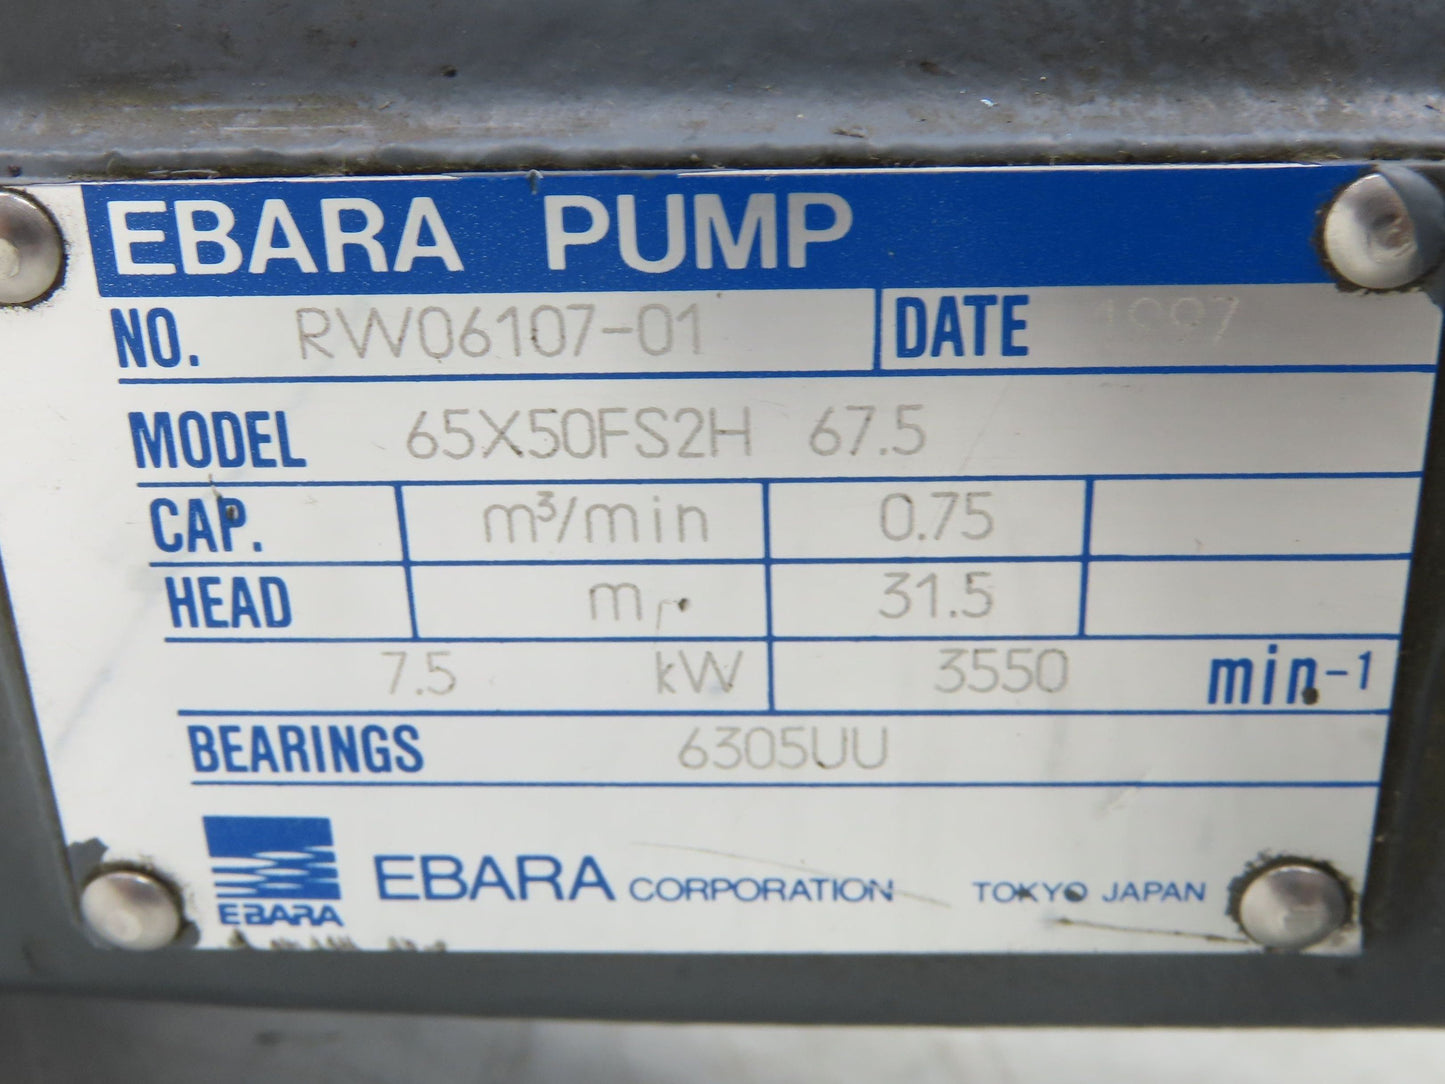 EBARA PUMP
NO. RW06107-01 DATE 1997
MODEL 65X50FS2H 67.5
CAP. m³/min 0.75
HEAD m 31.5
7.5 kW 3550 min-1
BEARINGS 6305UU
EBARA
EBARA CORPORATION TOKYO JAPAN